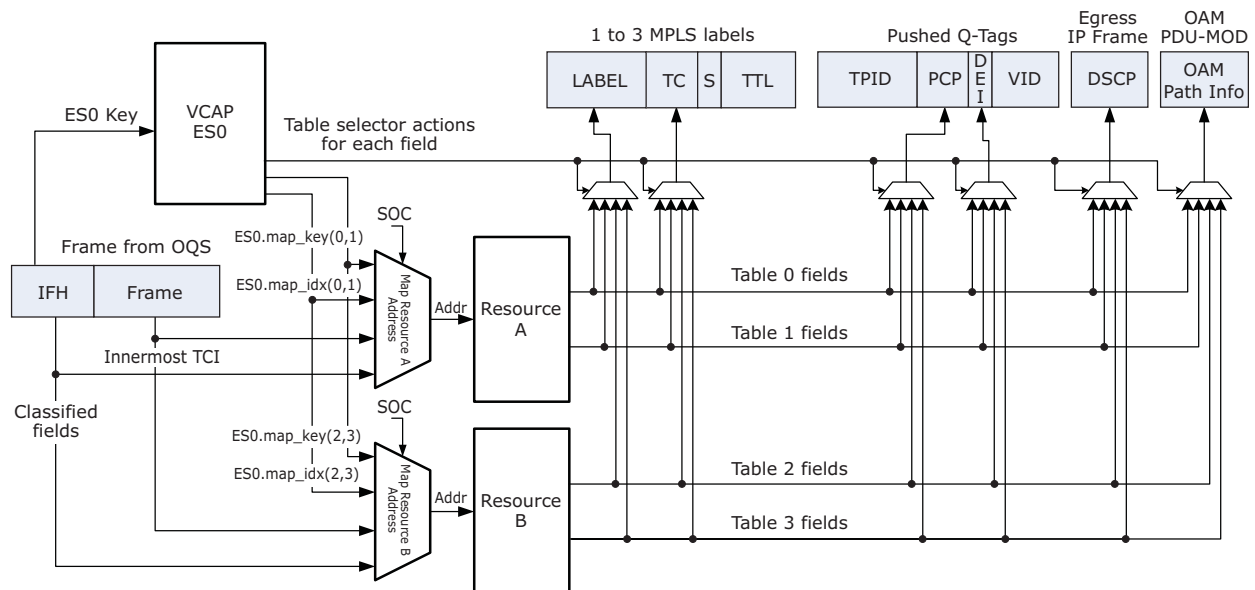 Egress
IP Frame
OAM
PDU-MOD
1 to 3 MPLS labels
Pushed Q-Tags
LABEL
TC
S
TTL
TPID
PCP
DEI
VID
DSCP
OAM
Path Info
ES0 Key
VCAP
ES0
Table selector actions
for each field
SOC
ES0.map_key(0,1)
Frame from OQS
IFH
Frame
ES0.map_idx(0,1)
Map Resource A
Address
Addr
Resource
A
Table 0 fields
Table 1 fields
Innermost TCI
Classified
fields
SOC
ES0.map_key(2,3)
ES0.map_idx(2,3)
Map Resource B
Address
Addr
Resource
B
Table 2 fields
Table 3 fields